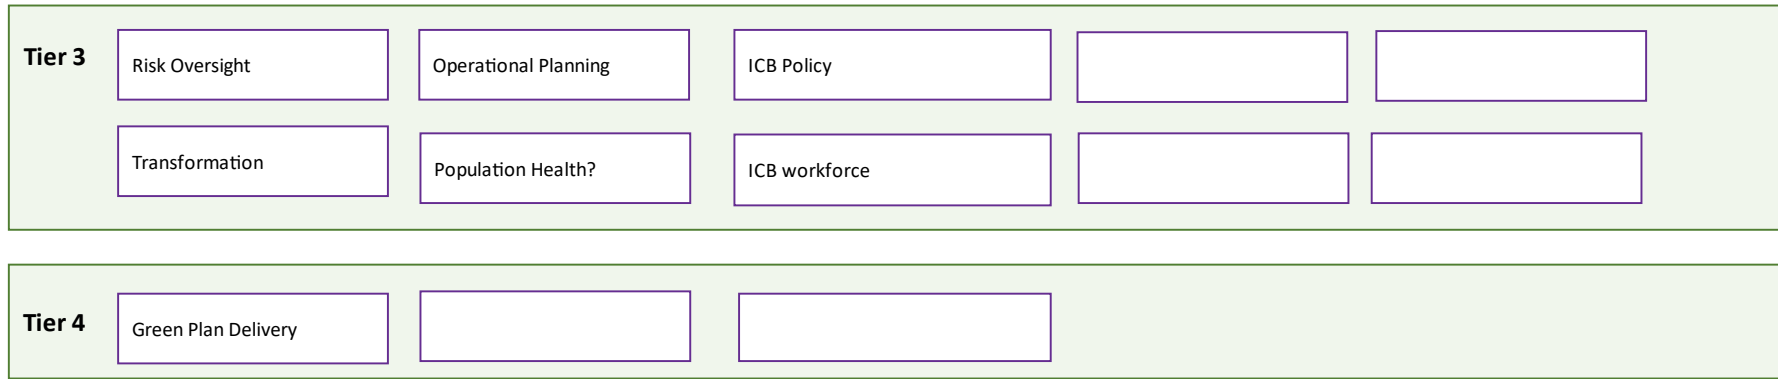 Tier 3
Risk Oversight
Operational Planning
ICB Policy
Transformation
Population Health?
ICB workforce
Tier 4
Green Plan Delivery